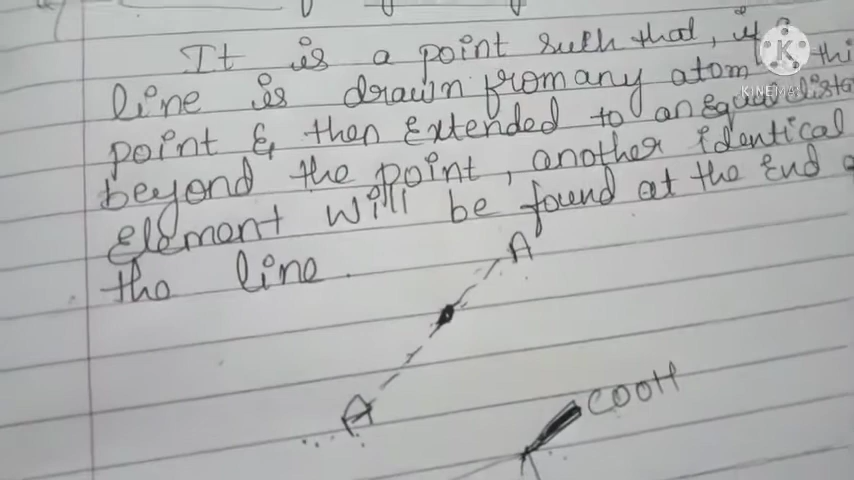 It is a point such that, if a
line is drawn from any atom
point & then Extended to an Equal
beyond the point, another identical
Element will be found at the End
the line.
A
A
COOH
K
KINEMAS